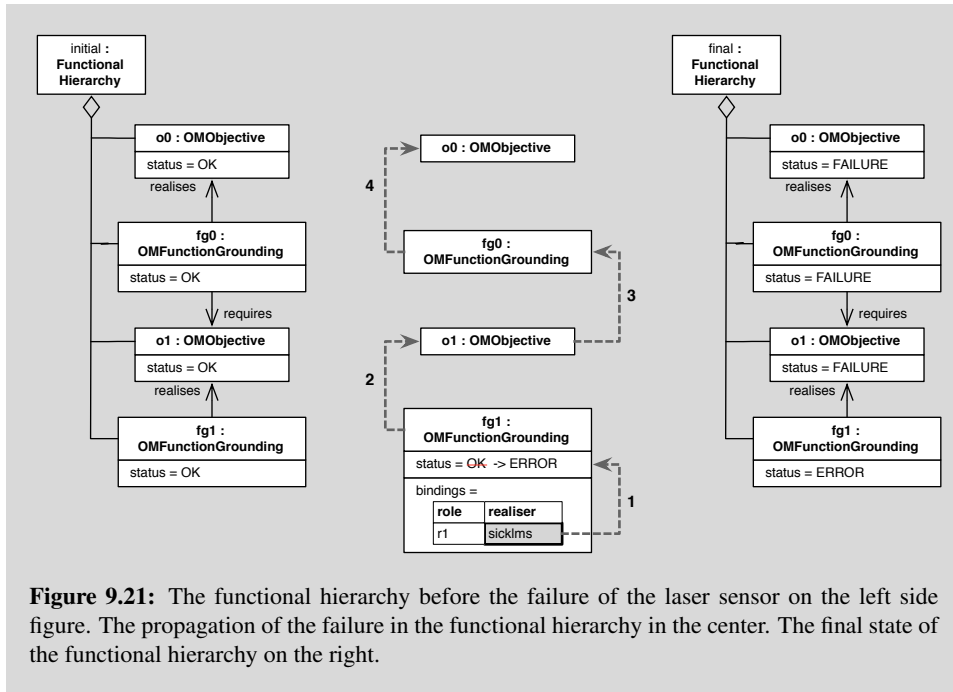 initial :
Functional
Hierarchy
o0 : OMObjective
status = OK
realises
fg0 :
OMFunctionGrounding
status = OK
requires
o1 : OMObjective
status = OK
realises
fg1 :
OMFunctionGrounding
status = OK
o0 : OMObjective
4
fg0 :
OMFunctionGrounding
3
o1 : OMObjective
2
fg1 :
OMFunctionGrounding
status = OK -> ERROR
bindings =
role realiser
r1 sicklms
1
final :
Functional
Hierarchy
o0 : OMObjective
status = FAILURE
realises
fg0 :
OMFunctionGrounding
status = FAILURE
requires
o1 : OMObjective
status = FAILURE
realises
fg1 :
OMFunctionGrounding
status = ERROR
Figure 9.21: The functional hierarchy before the failure of the laser sensor on the left side
figure. The propagation of the failure in the functional hierarchy in the center. The final state of
the functional hierarchy on the right.